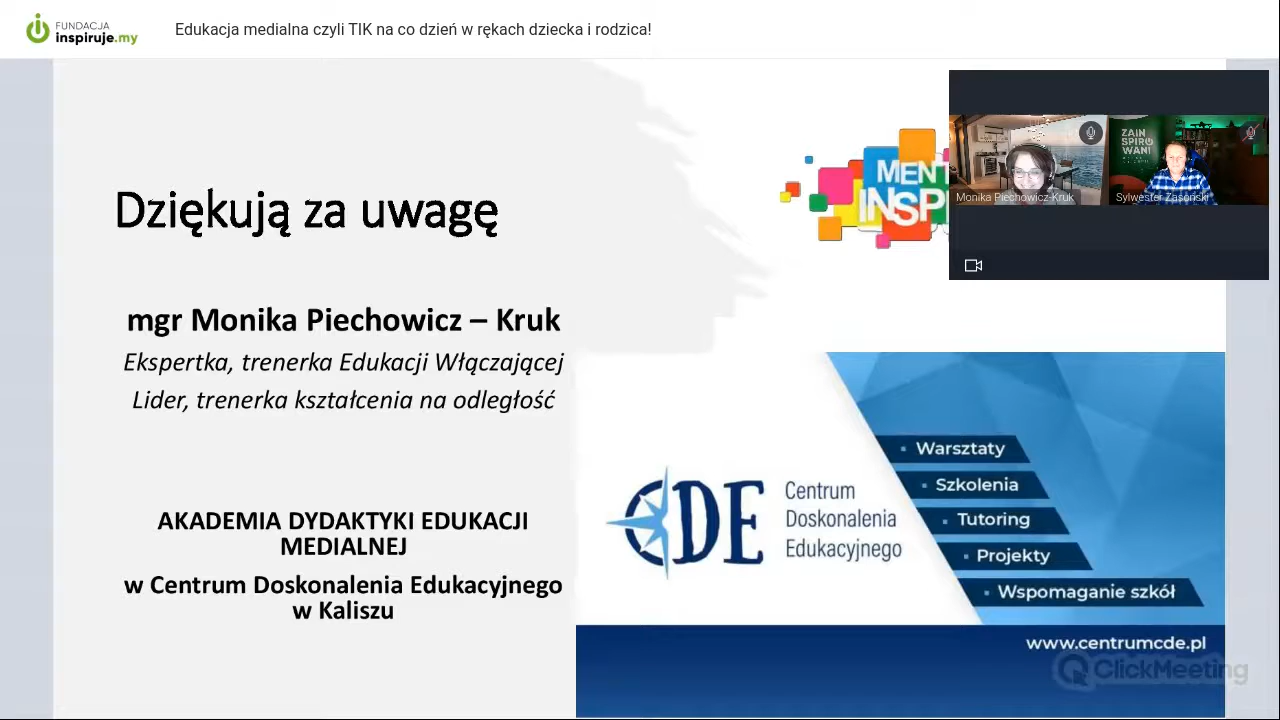 FUNDACJA
inspiruje.my
Edukacja medialna czyli TIK na co dzień w rękach dziecka i rodzica!
Dziękują za uwagę
mgr Monika Piechowicz – Kruk
Ekspertka, trenerka Edukacji Włączającej
Lider, trenerka kształcenia na odległość
AKADEMIA DYDAKTYKI EDUKACJI
MEDIALNEJ
w Centrum Doskonalenia Edukacyjnego
w Kaliszu
MENT
INSP
ZAIN
SPIRO
WANI
Monika Piechowicz-Kruk
Sylwester Zasoński
CDE
Centrum
Doskonalenia
Edukacyjnego
Warsztaty
Szkolenia
Tutoring
Projekty
Wspomaganie szkół
www.centrumcde.pl
ClickMeeting